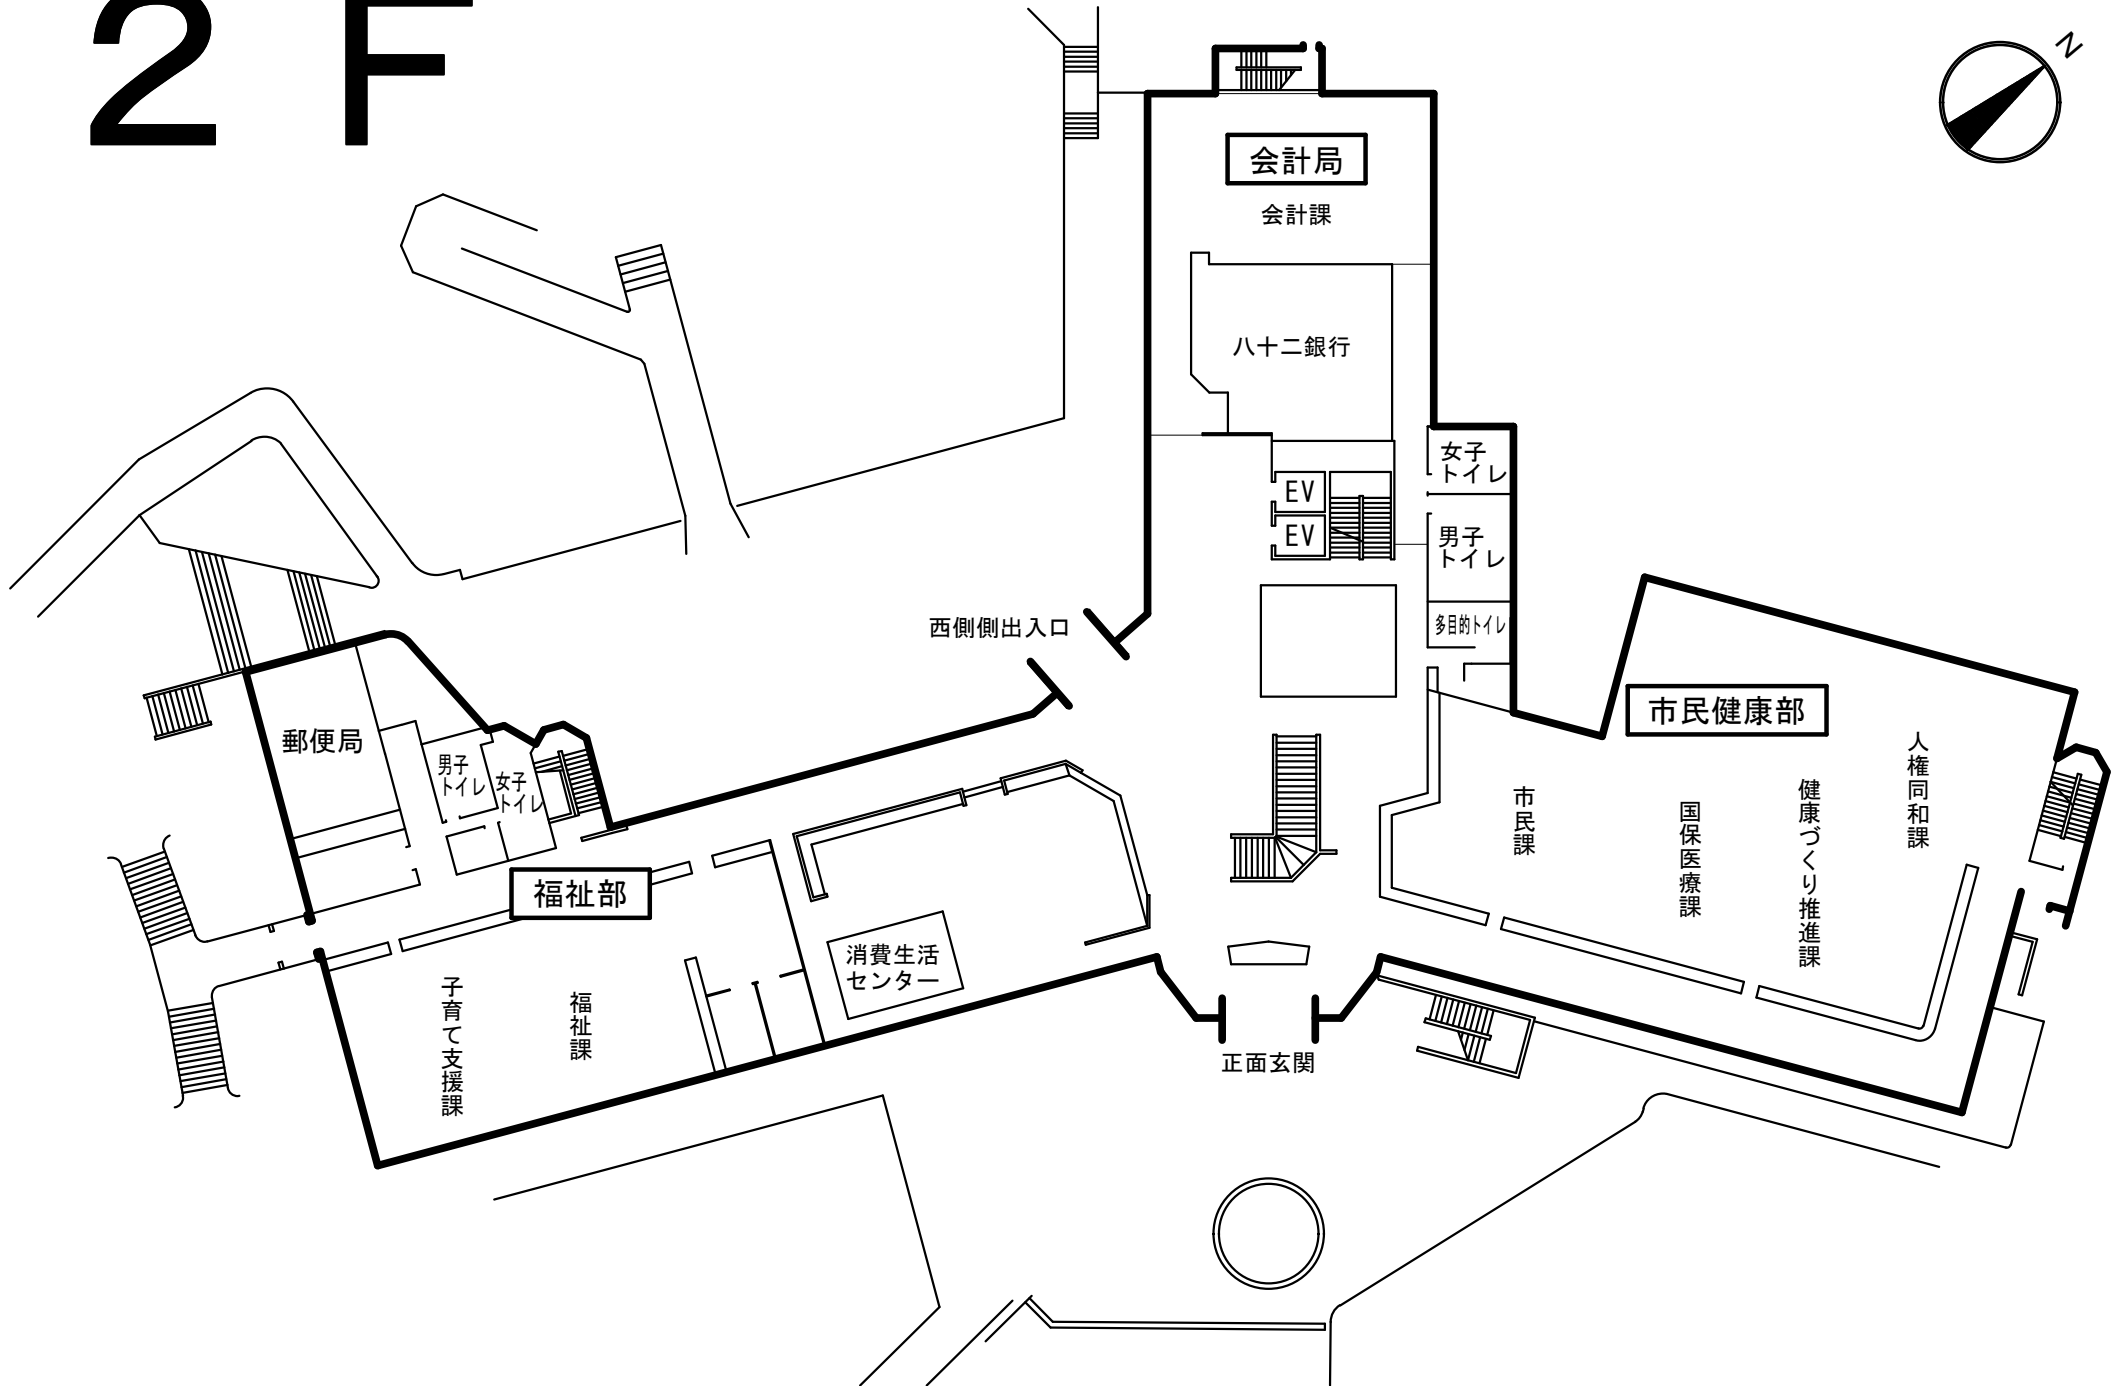 ２Ｆ
N
会計局
会計課
八十二銀行
女子
トイレ
EV
EV
男子
トイレ
多目的トイレ
西側側出入口
市民健康部
人権同和課
健康づくり推進課
国保医療課
市民課
郵便局
男子
トイレ
女子
トイレ
福祉部
消費生活
センター
福祉課
子育て支援課
正面玄関